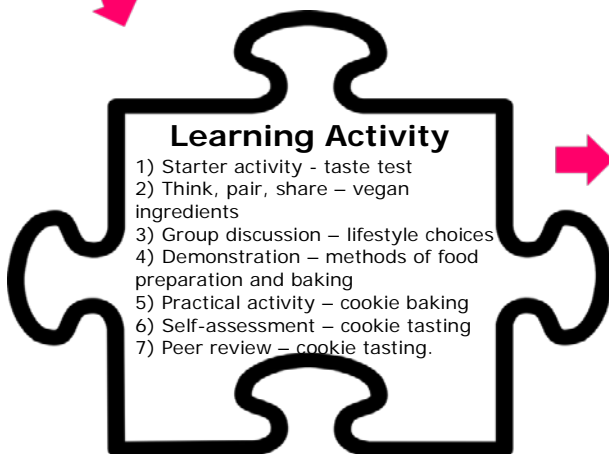 Learning Activity
1) Starter activity - taste test
2) Think, pair, share – vegan
ingredients
3) Group discussion – lifestyle choices
4) Demonstration – methods of food
preparation and baking
5) Practical activity – cookie baking
6) Self-assessment – cookie tasting
7) Peer review – cookie tasting.